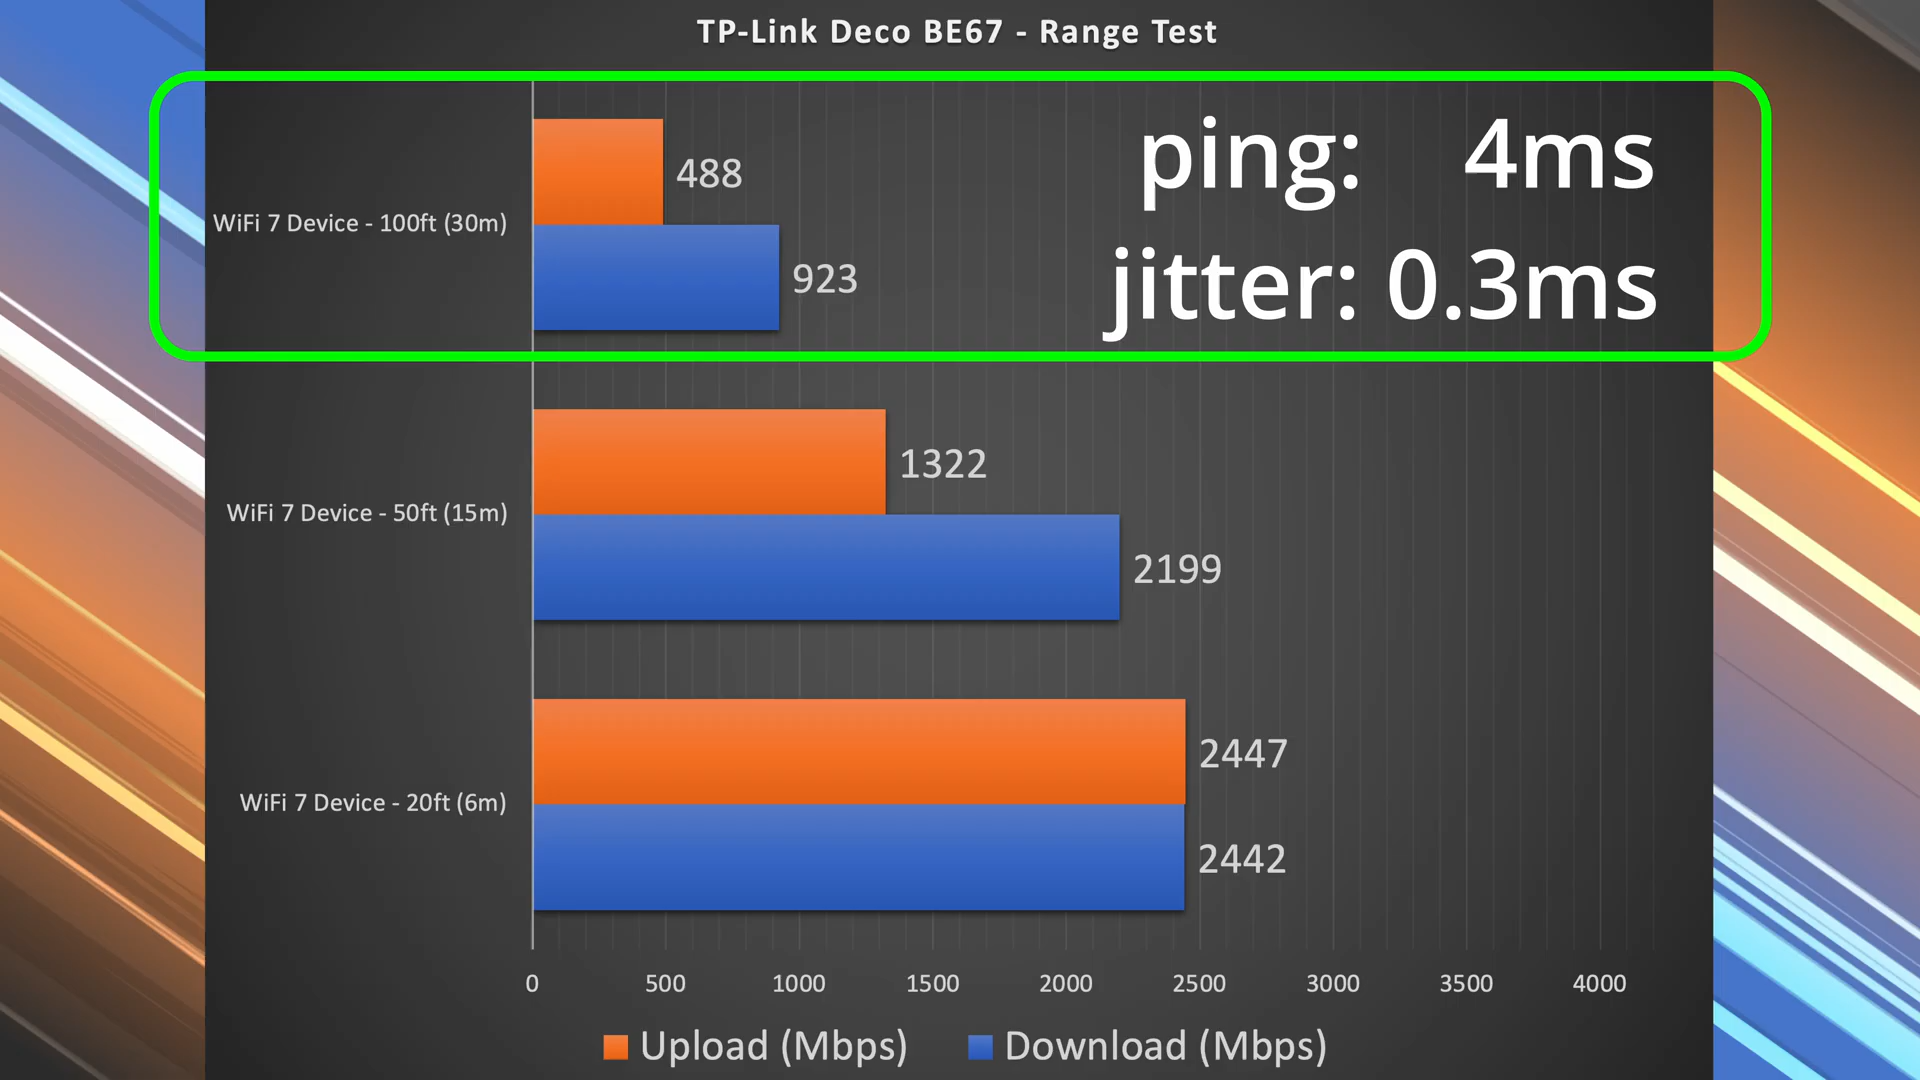 TP-Link Deco BE67 - Range Test
ping: 4ms
jitter: 0.3ms
WiFi 7 Device - 100ft (30m)
488
923
WiFi 7 Device - 50ft (15m)
1322
2199
WiFi 7 Device - 20ft (6m)
2447
2442
0 500 1000 1500 2000 2500 3000 3500 4000
Upload (Mbps) Download (Mbps)